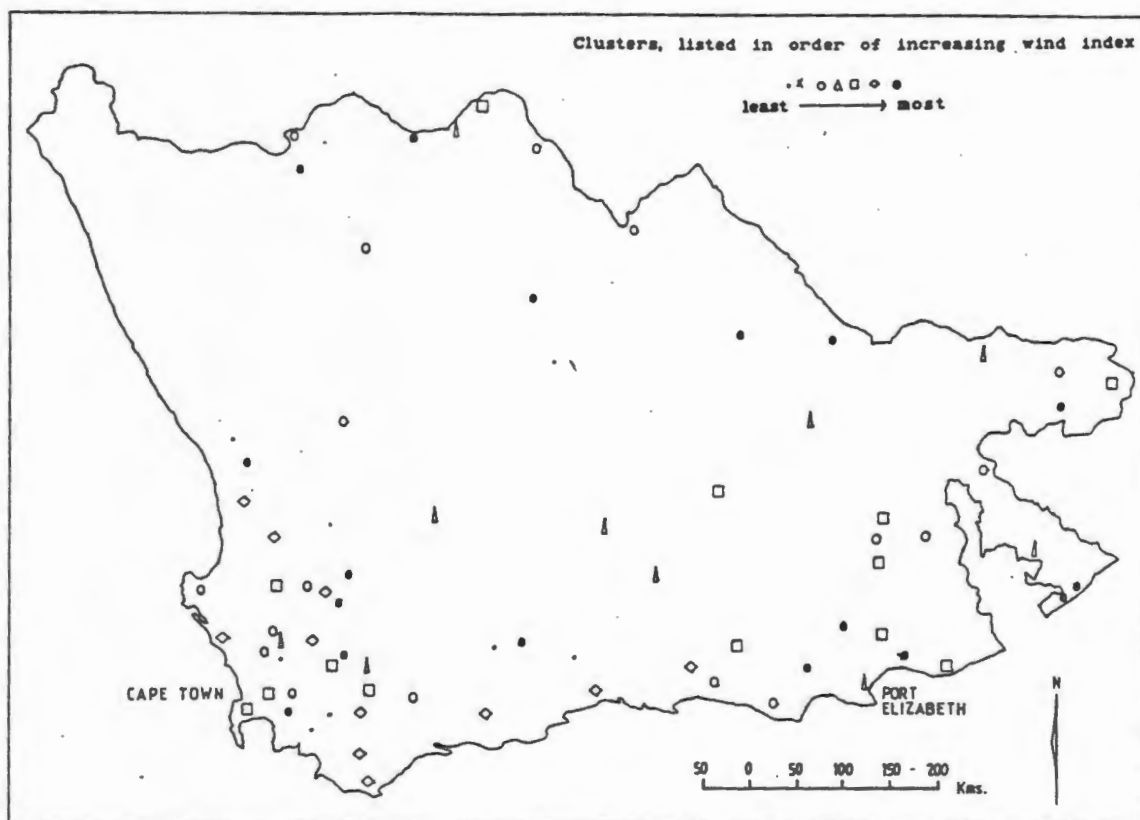 Clusters, listed in order of increasing wind index
least → most
CAPE TOWN
PORT
ELIZABETH
N
50 0 50 100 150 - 200
Kms.